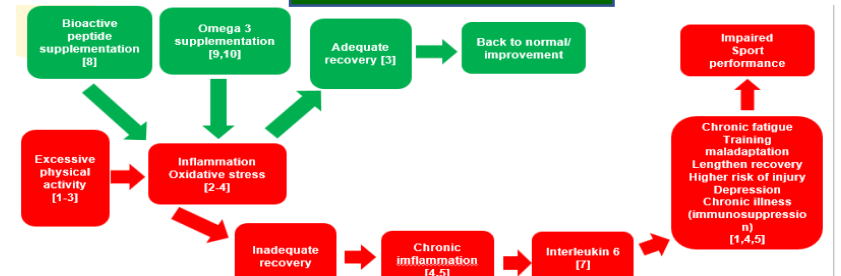 Bioactive
peptide
supplementation
[8]
Omega 3
supplementation
[9,10]
Adequate
recovery [3]
Back to normal/
improvement
Impaired
Sport
performance
Excessive
physical
activity
[1-3]
Inflammation
Oxidative stress
[2-4]
Chronic fatigue
Training
maladaptation
Lengthen recovery
Higher risk of injury
Depression
Chronic illness
(immunosuppressio
n)
[1,4,5]
Inadequate
recovery
Chronic
imflammation
[4,5]
Interleukin 6
[7]